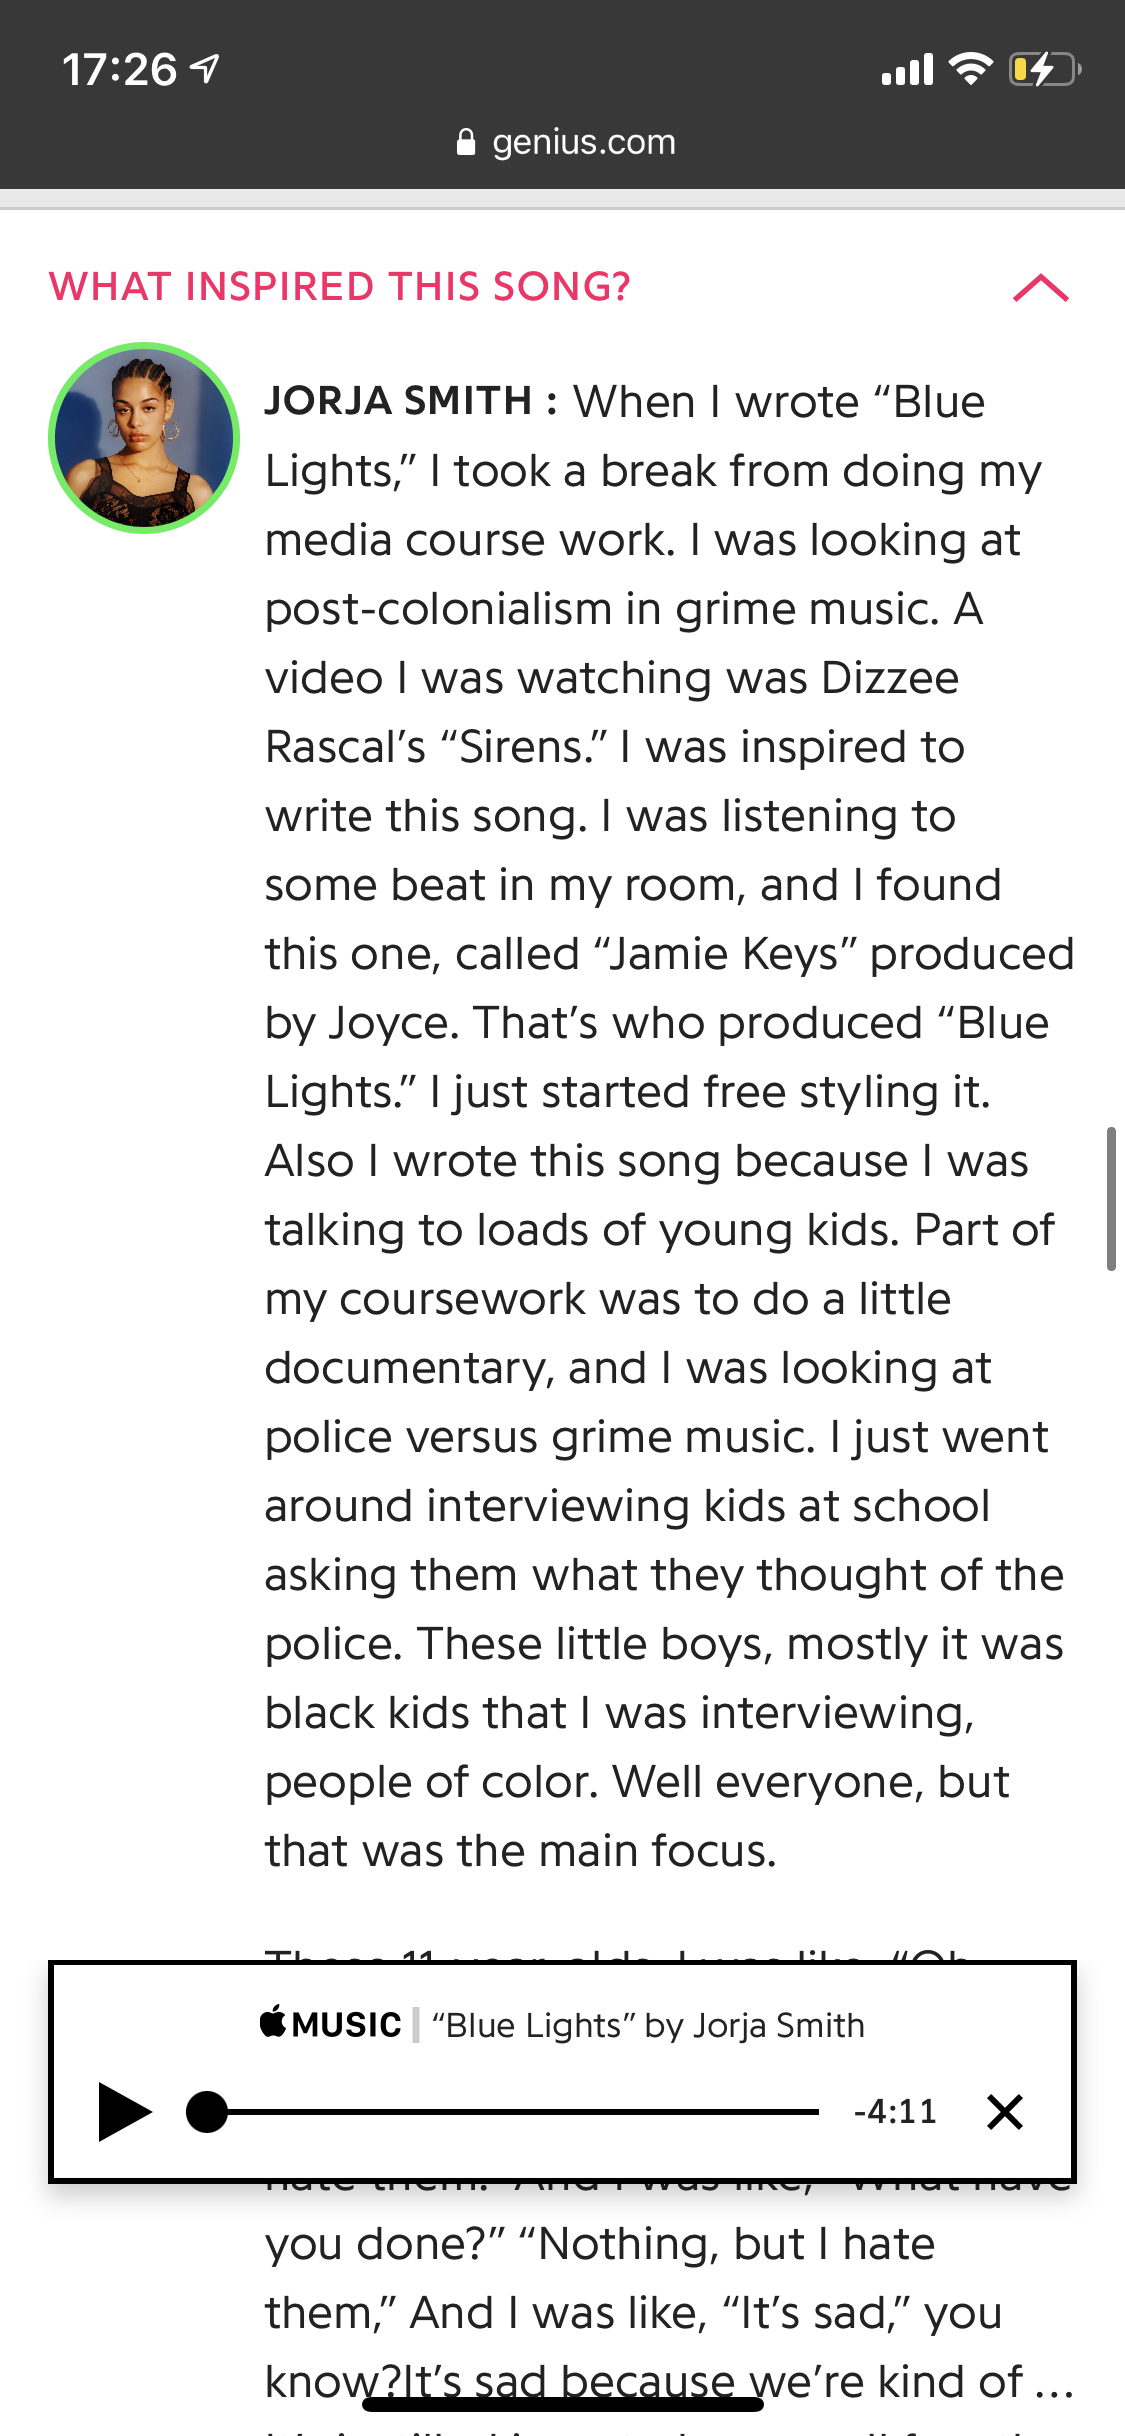 17:26
genius.com
WHAT INSPIRED THIS SONG?
JORJA SMITH : When I wrote “Blue
Lights,” I took a break from doing my
media course work. I was looking at
post-colonialism in grime music. A
video I was watching was Dizzee
Rascal’s “Sirens.” I was inspired to
write this song. I was listening to
some beat in my room, and I found
this one, called “Jamie Keys” produced
by Joyce. That’s who produced “Blue
Lights.” I just started free styling it.
Also I wrote this song because I was
talking to loads of young kids. Part of
my coursework was to do a little
documentary, and I was looking at
police versus grime music. I just went
around interviewing kids at school
asking them what they thought of the
police. These little boys, mostly it was
black kids that I was interviewing,
people of color. Well everyone, but
that was the main focus.
MUSIC | “Blue Lights” by Jorja Smith
-4:11
hate them.” And I was like, “What have
you done?” “Nothing, but I hate
them,” And I was like, “It’s sad,” you
know?It’s sad because we’re kind of ...